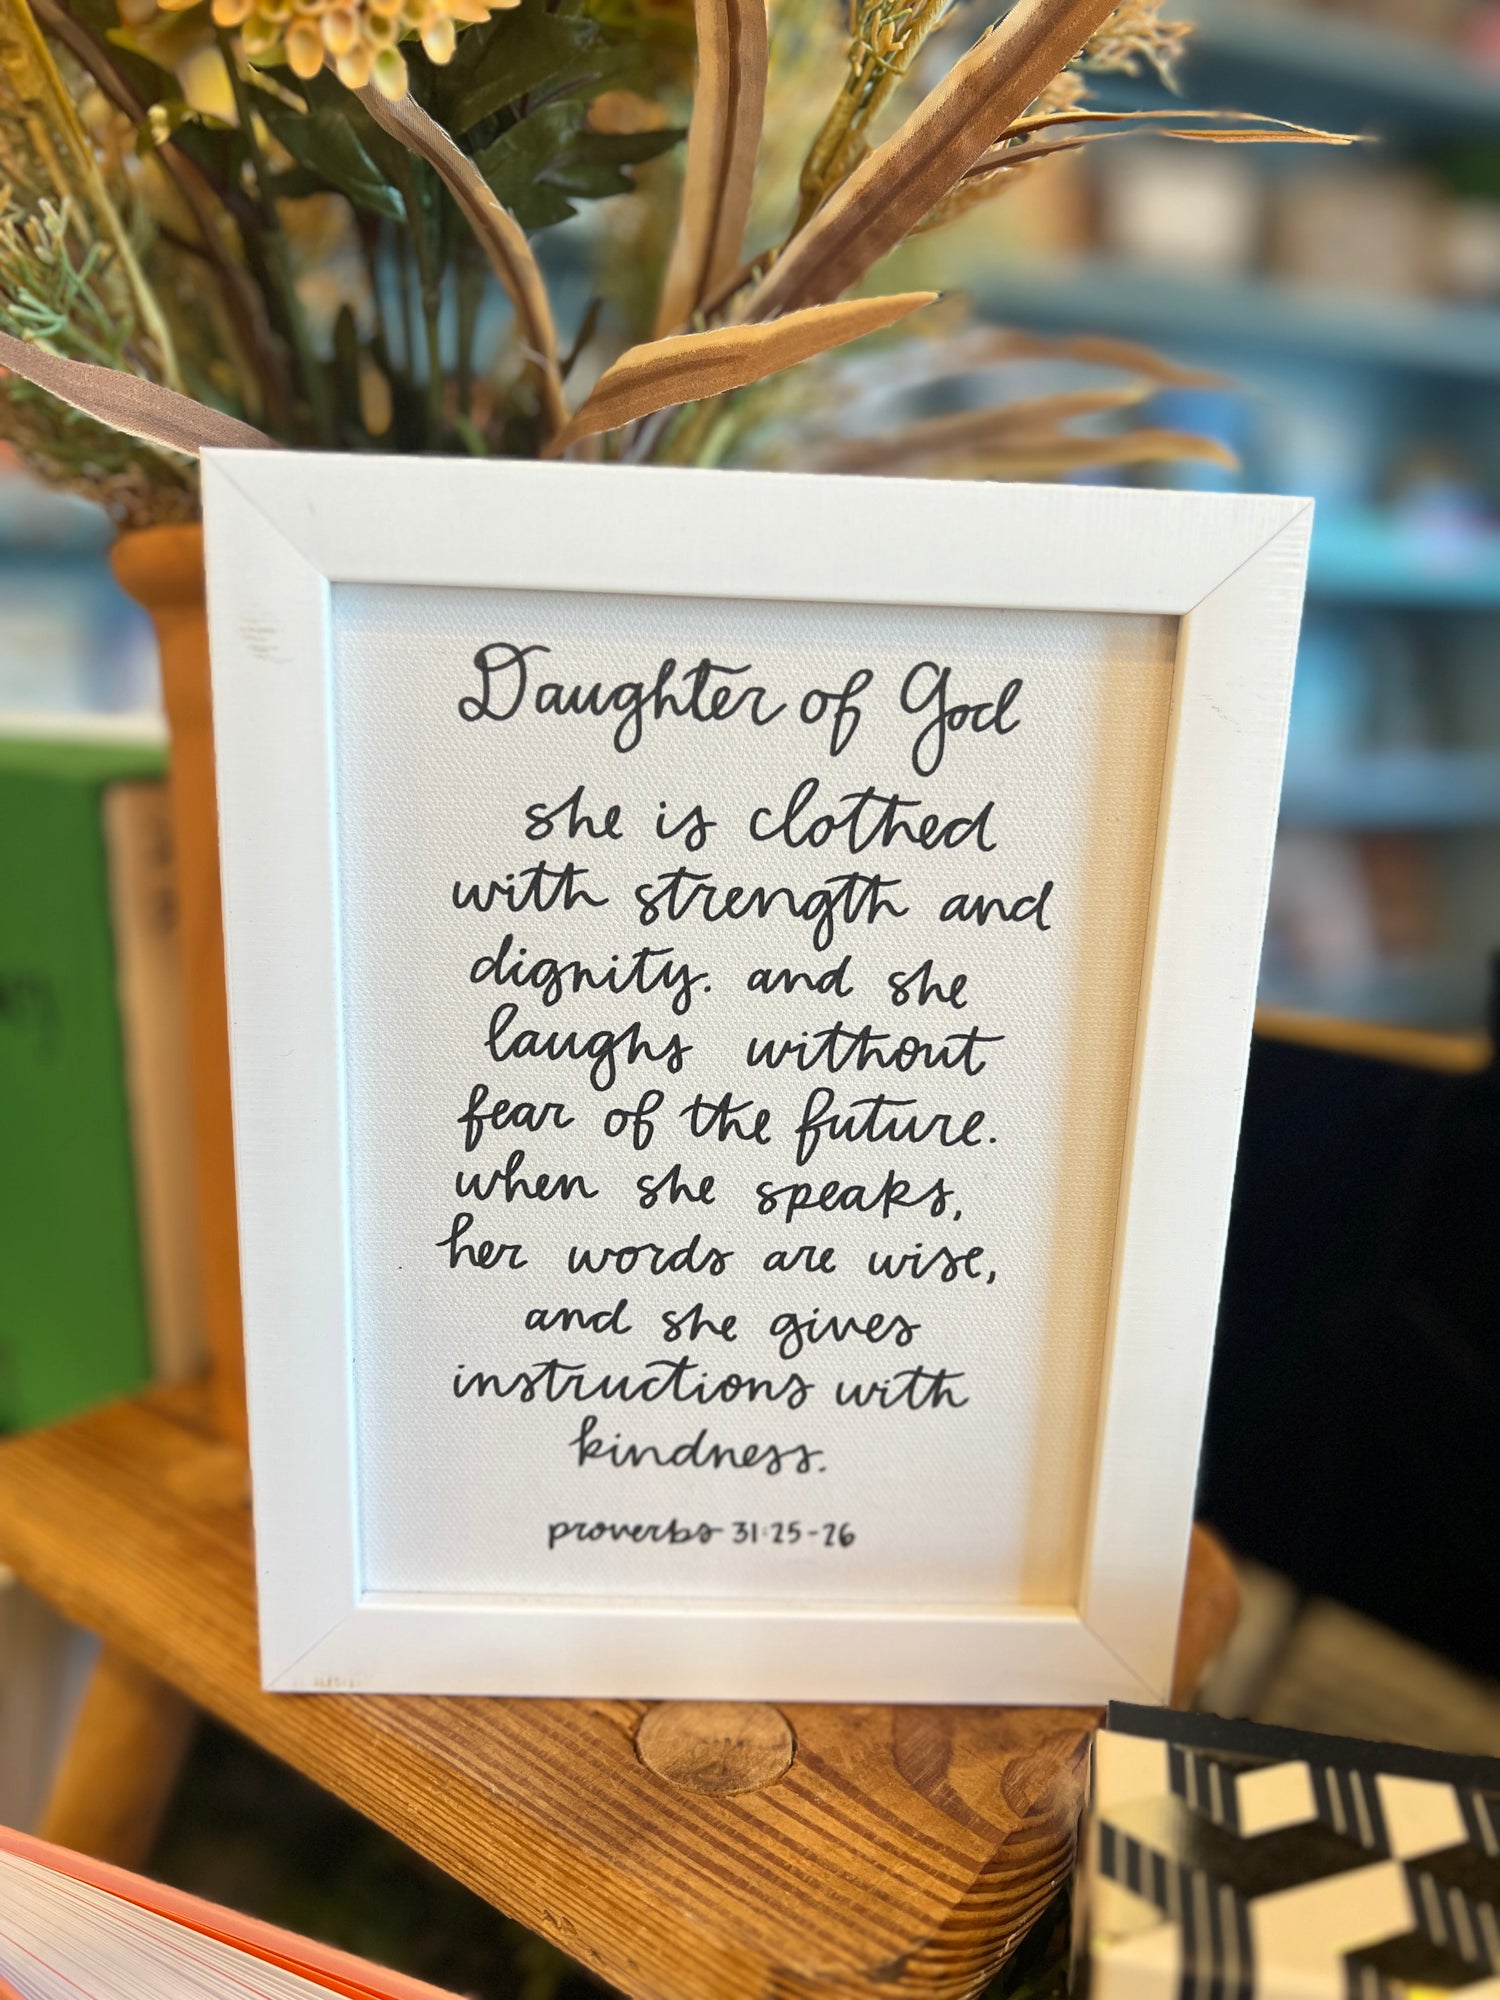 Daughter of God
she is clothed
with strength and
dignity. and she
laughs without
fear of the future.
when she speaks,
her words are wise,
and she gives
instructions with
kindness.
proverbs 31:25-26